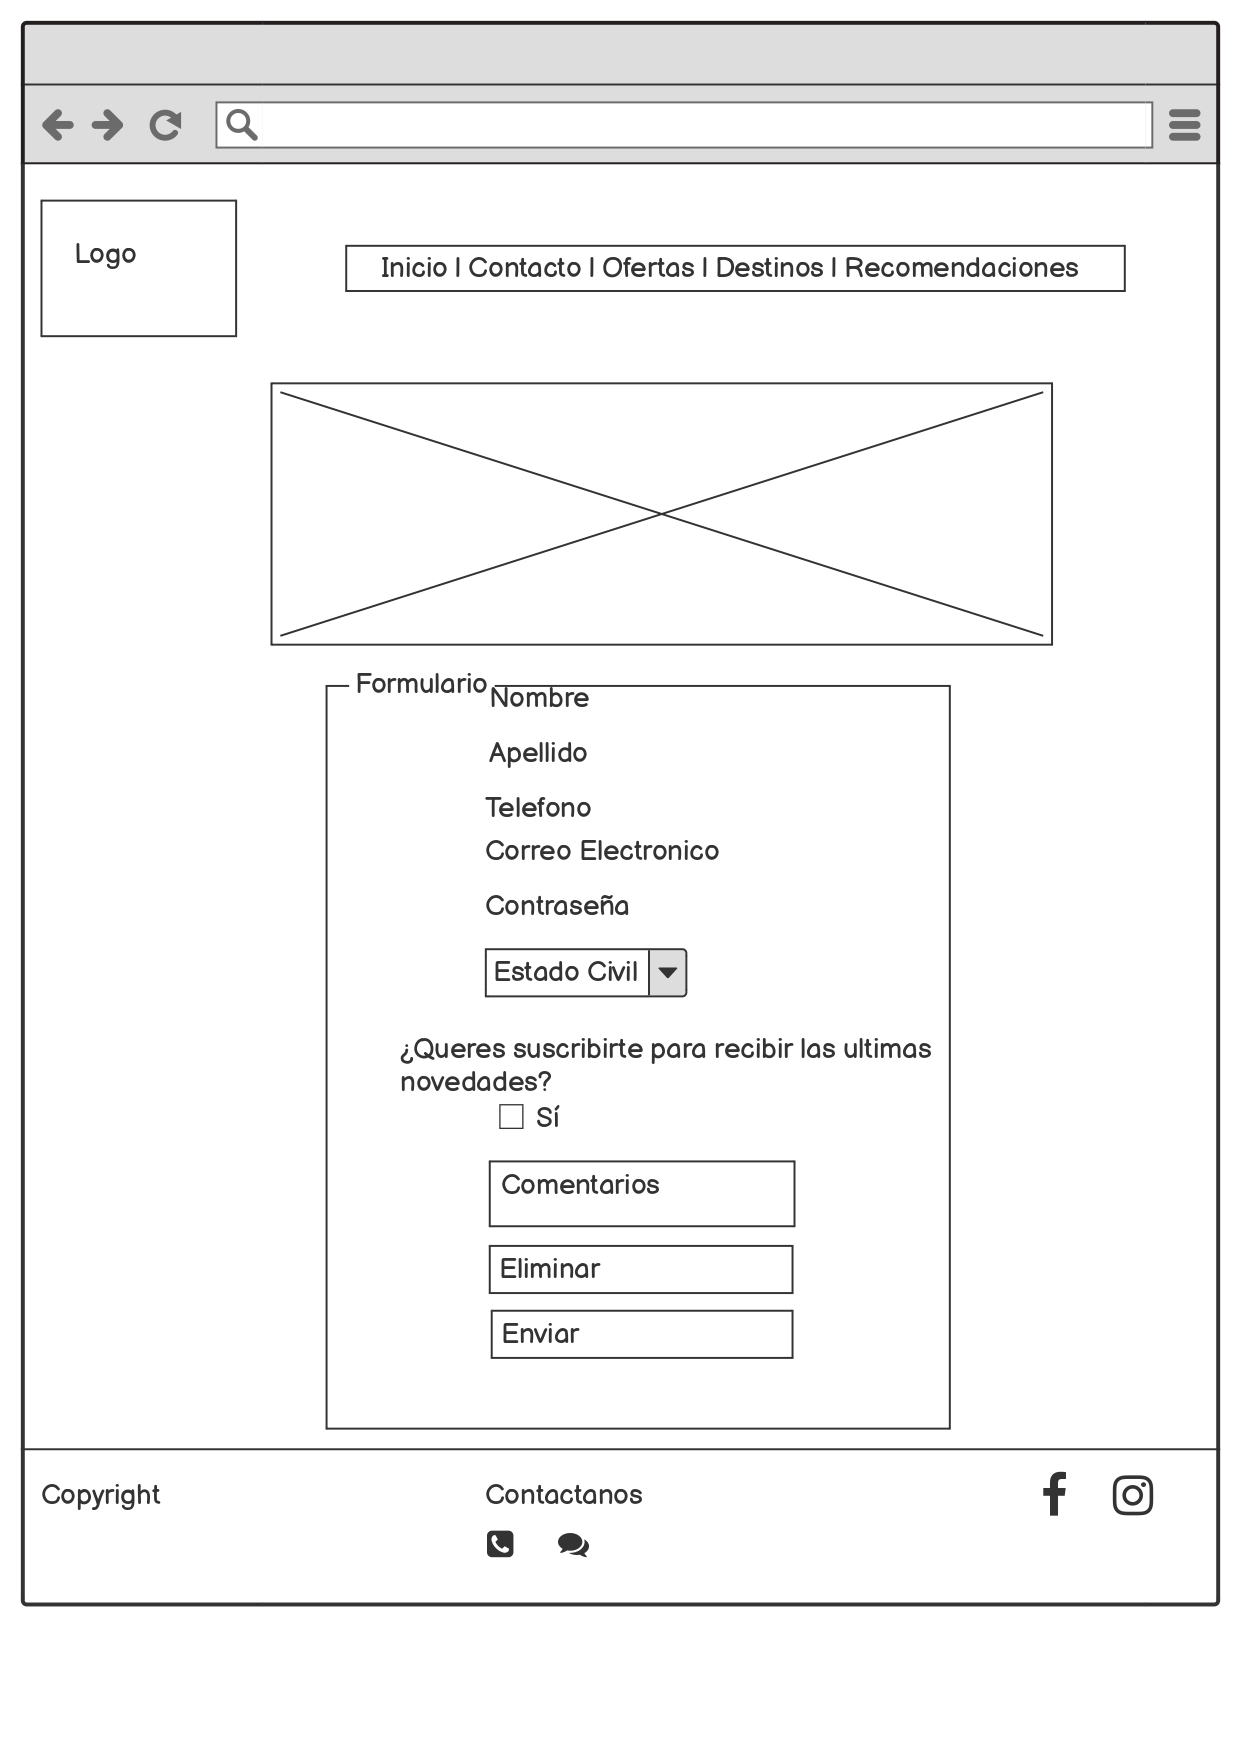 Logo
Inicio | Contacto | Ofertas | Destinos | Recomendaciones
Formulario
Nombre
Apellido
Telefono
Correo Electronico
Contraseña
Estado Civil
¿Queres suscribirte para recibir las ultimas
novedades?
Sí
Comentarios
Eliminar
Enviar
Copyright
Contactanos